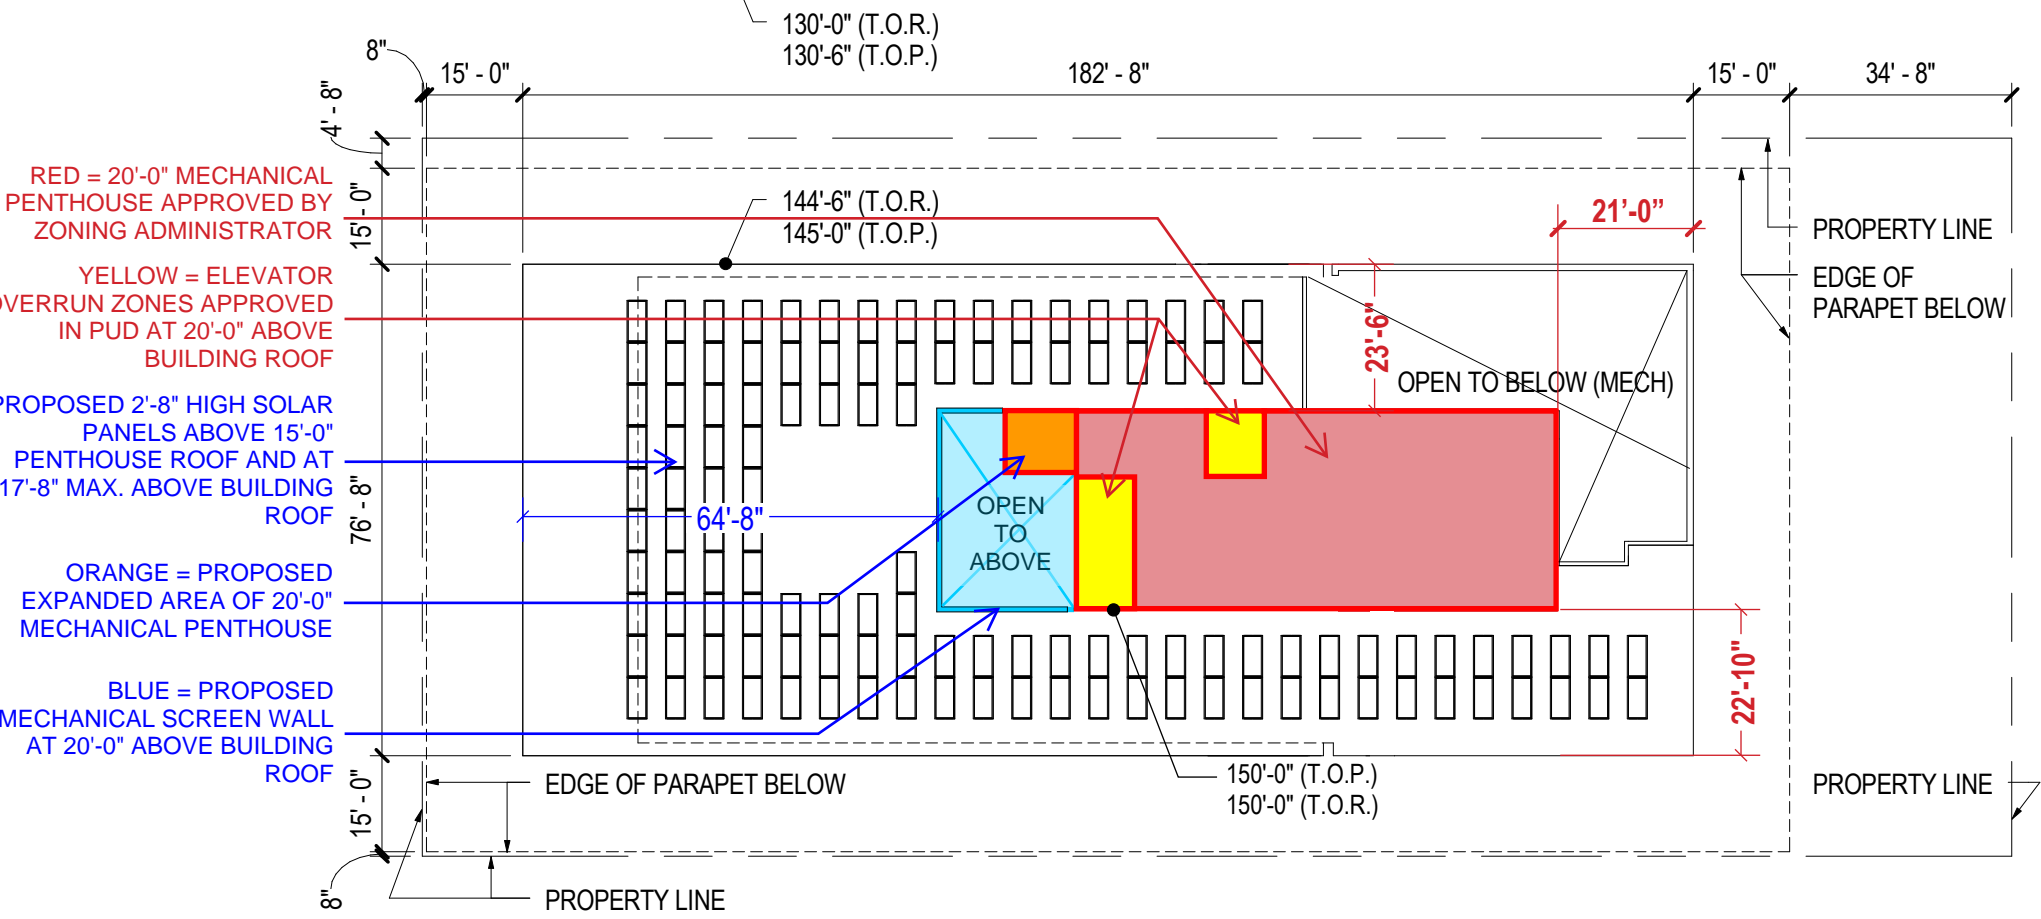 130'-0" (T.O.R.)
130'-6" (T.O.P.)
8"
15' - 0"
182' - 8"
15' - 0"
34' - 8"
4' - 8"
RED = 20'-0" MECHANICAL
PENTHOUSE APPROVED BY
ZONING ADMINISTRATOR
15' - 0"
144'-6" (T.O.R.)
145'-0" (T.O.P.)
21'-0”
PROPERTY LINE
EDGE OF
PARAPET BELOW
YELLOW = ELEVATOR
OVERRUN ZONES APPROVED
IN PUD AT 20'-0" ABOVE
BUILDING ROOF
23'-6"
OPEN TO BELOW (MECH)
PROPOSED 2'-8" HIGH SOLAR
PANELS ABOVE 15'-0"
PENTHOUSE ROOF AND AT
17'-8" MAX. ABOVE BUILDING
ROOF
76' - 8"
64'-8"
OPEN
TO
ABOVE
ORANGE = PROPOSED
EXPANDED AREA OF 20'-0"
MECHANICAL PENTHOUSE
22'-10"
BLUE = PROPOSED
MECHANICAL SCREEN WALL
AT 20'-0" ABOVE BUILDING
ROOF
15' - 0"
EDGE OF PARAPET BELOW
150'-0" (T.O.P.)
150'-0" (T.O.R.)
PROPERTY LINE
8"
PROPERTY LINE